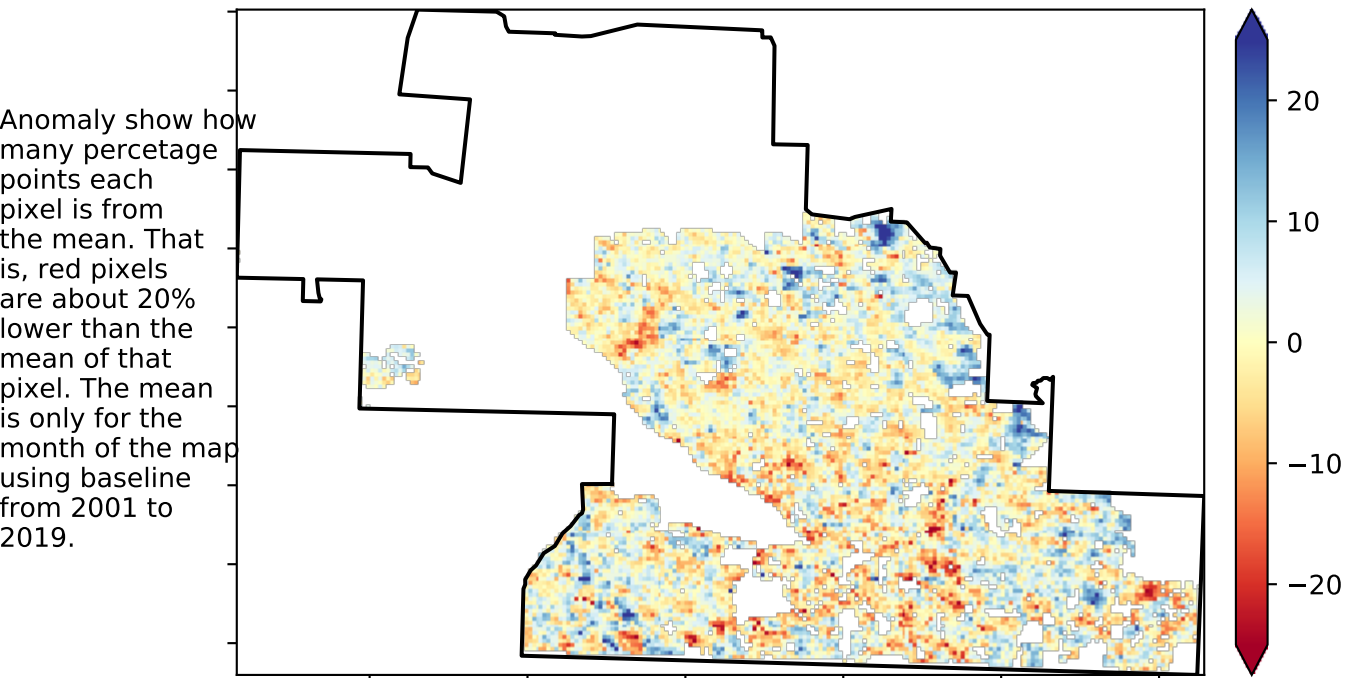 Anomaly show how
many percetage
points each
pixel is from
the mean. That
is, red pixels
are about 20%
lower than the
mean of that
pixel. The mean
is only for the
month of the map
using baseline
from 2001 to
2019.
20
10
0
−10
−20